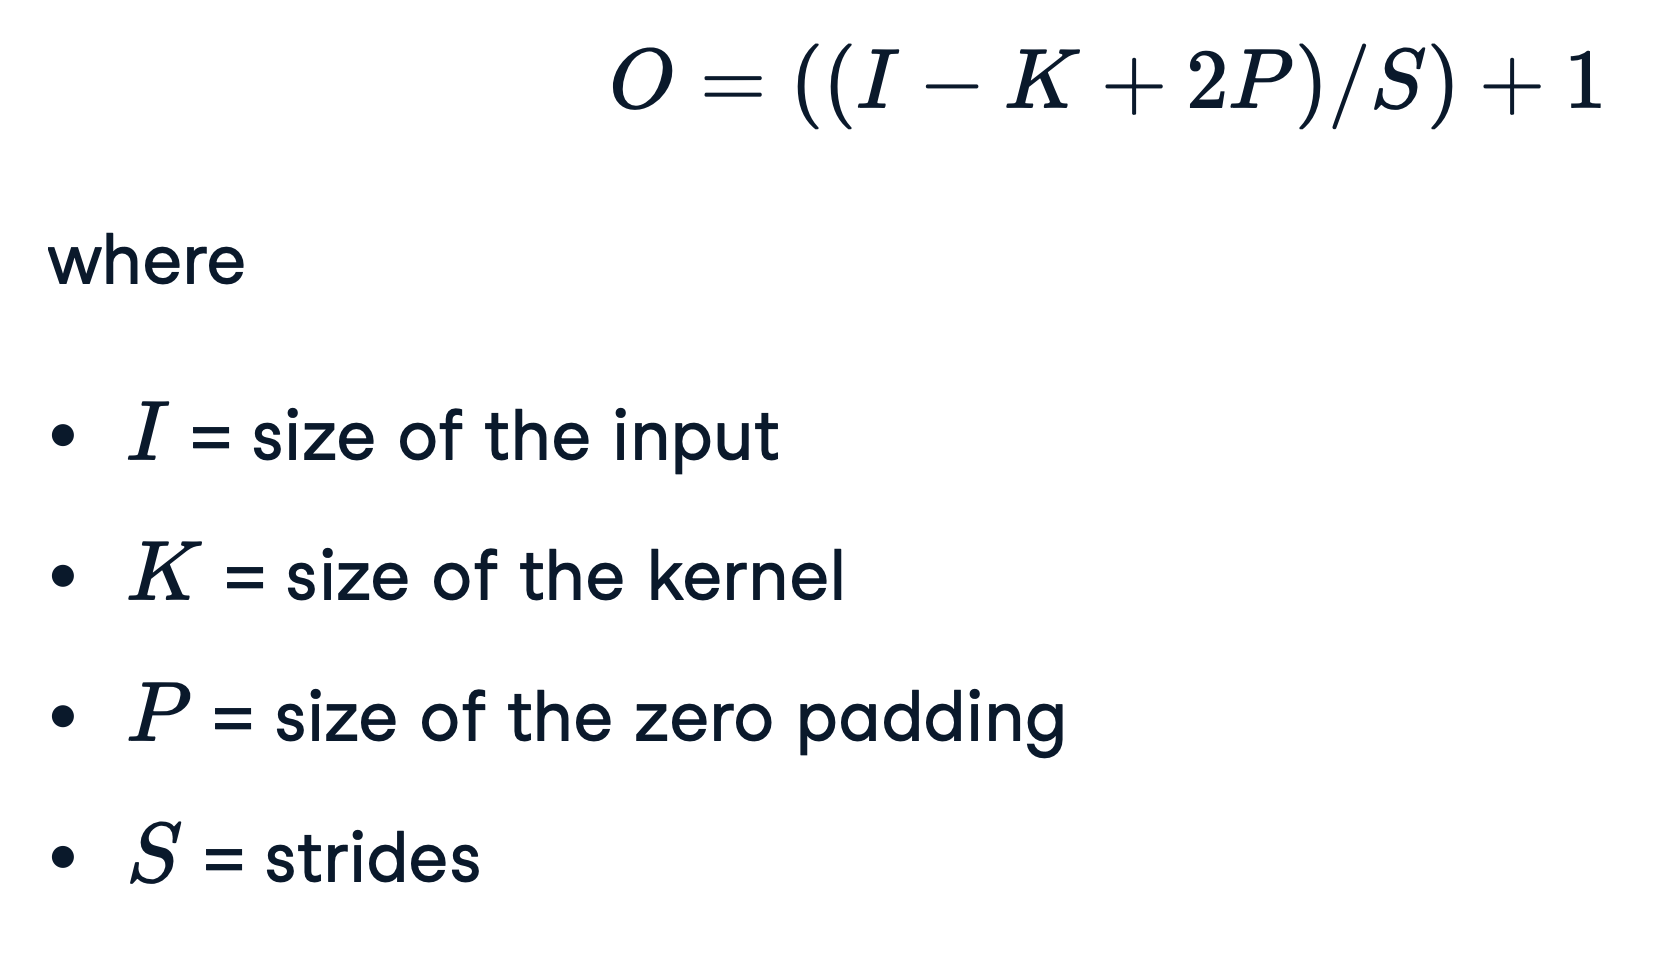 O = ((I − K + 2P)/S) + 1
where
• I = size of the input
• K = size of the kernel
• P = size of the zero padding
• S = strides